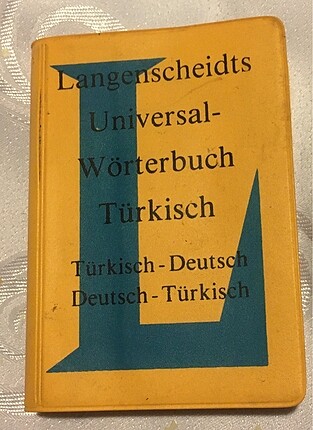 Langenscheidts
Universal-
Wörterbuch
Türkisch
Türkisch - Deutsch
Deutsch - Türkisch